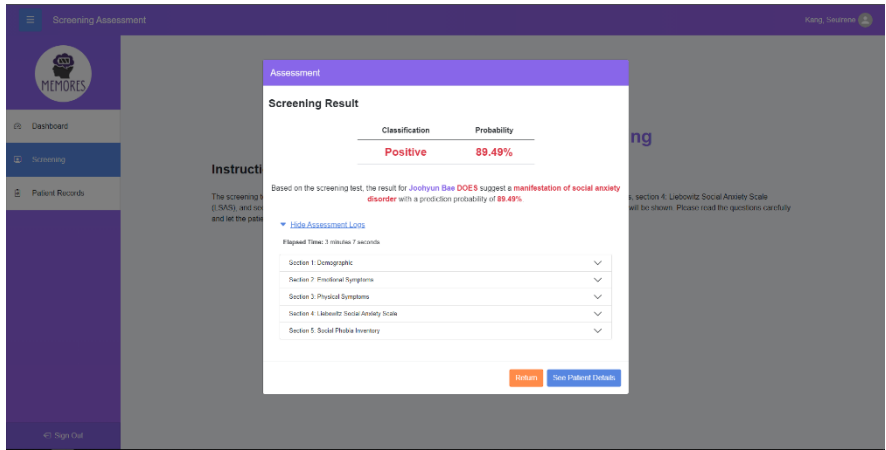 Screening Assessment
Kang, Seulrene
MEMORES
Dashboard
Screening
Patient Records
Sign Out
ng
Instructi
The screening t
s, section 4: Liebowitz Social Anxiety Scale
(LSAS), and se
will be shown. Please read the questions carefully
and let the patie
Assessment
Screening Result
Classification Probability
Positive 89.49%
Based on the screening test, the result for Joohyun Bae DOES suggest a manifestation of social anxiety
disorder with a prediction probability of 89.49%.
Hide Assessment Logs
Elapsed Time: 3 minutes 7 seconds
Section 1: Demographic
Section 2: Emotional Symptoms
Section 3: Physical Symptoms
Section 4: Liebowitz Social Anxiety Scale
Section 5: Social Phobia Inventory
Return
See Patient Details